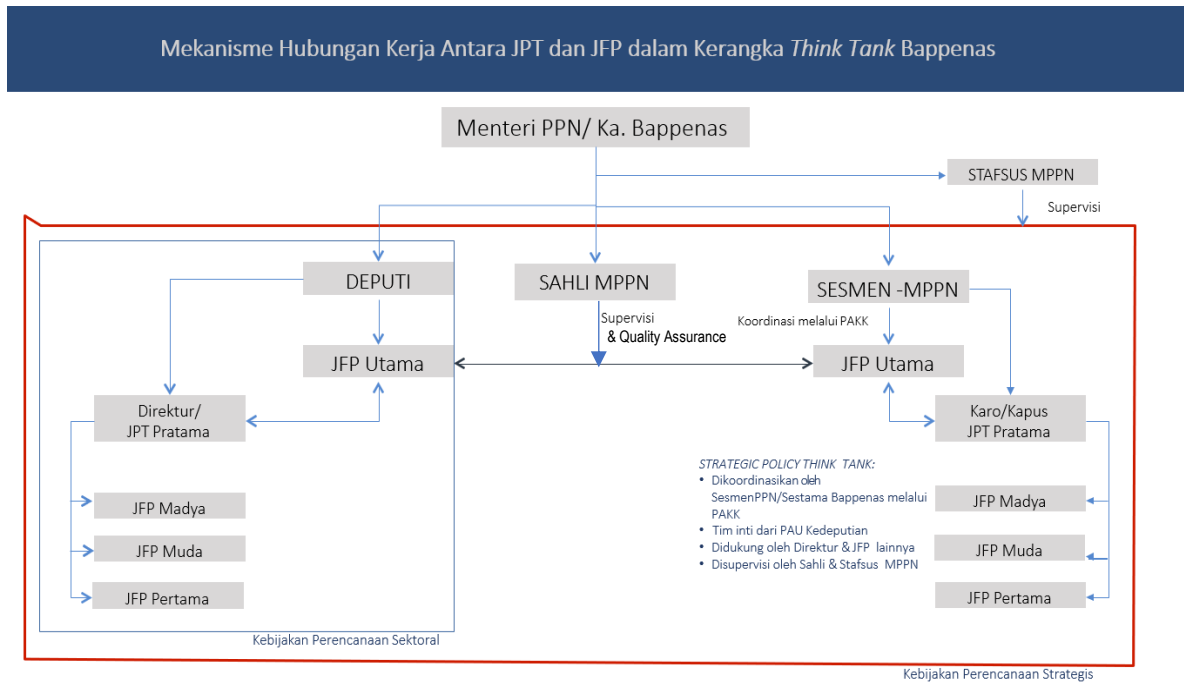 Mekanisme Hubungan Kerja Antara JPT dan JFP dalam Kerangka Think Tank Bappenas
Menteri PPN/ Ka. Bappenas
STAFSUS MPPN
Supervisi
DEPUTI
SAHLI MPPN
SESMEN -MPPN
Supervisi
& Quality Assurance
Koordinasi melalui PAKK
JFP Utama
JFP Utama
Direktur/
JPT Pratama
Karo/Kapus
JPT Pratama
STRATEGIC POLICY THINK TANK:
• Dikoordinasikan oleh
SesmenPPN/Sestama Bappenas melalui
PAKK
• Tim inti dari PAU Kedeputian
• Didukung oleh Direktur & JFP lainnya
• Disupervisi oleh Sahli & Stafsus MPPN
JFP Madya
JFP Muda
JFP Pertama
JFP Madya
JFP Muda
JFP Pertama
Kebijakan Perencanaan Sektoral
Kebijakan Perencanaan Strategis